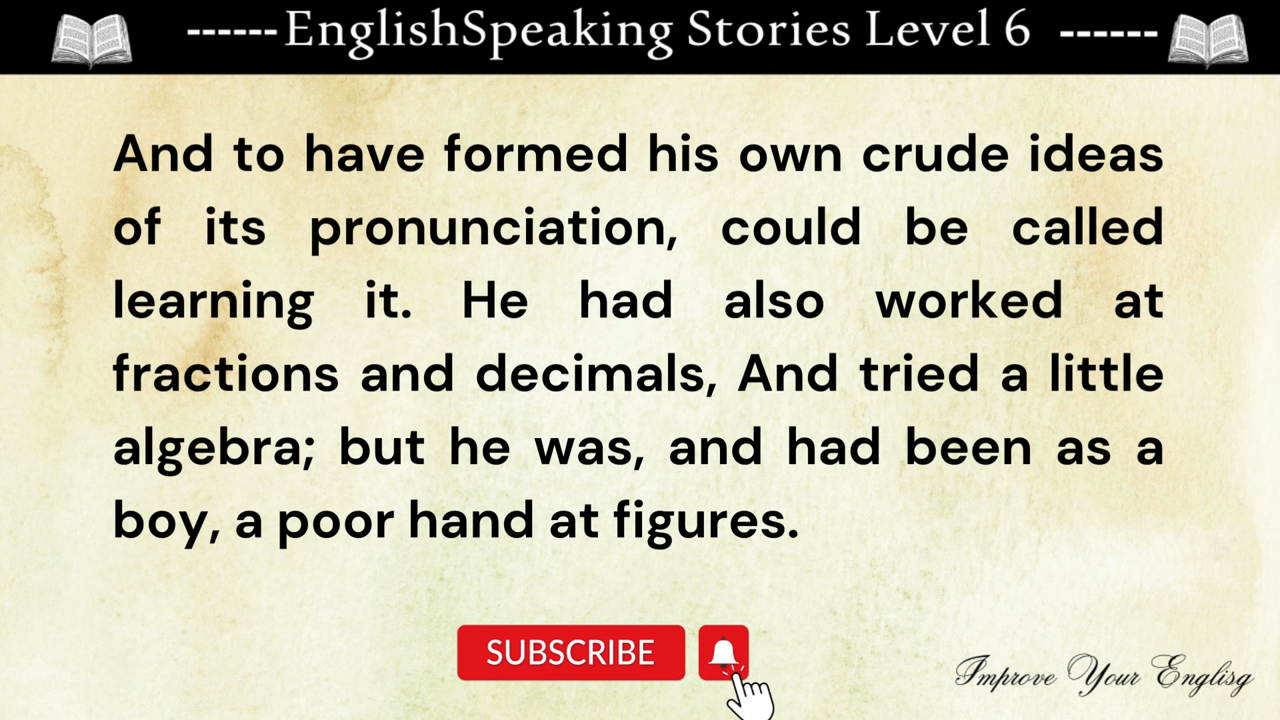 ------EnglishSpeaking Stories Level 6 ------
And to have formed his own crude ideas
of its pronunciation, could be called
learning it. He had also worked at
fractions and decimals, And tried a little
algebra; but he was, and had been as a
boy, a poor hand at figures.
SUBSCRIBE
Improve Your Englisg